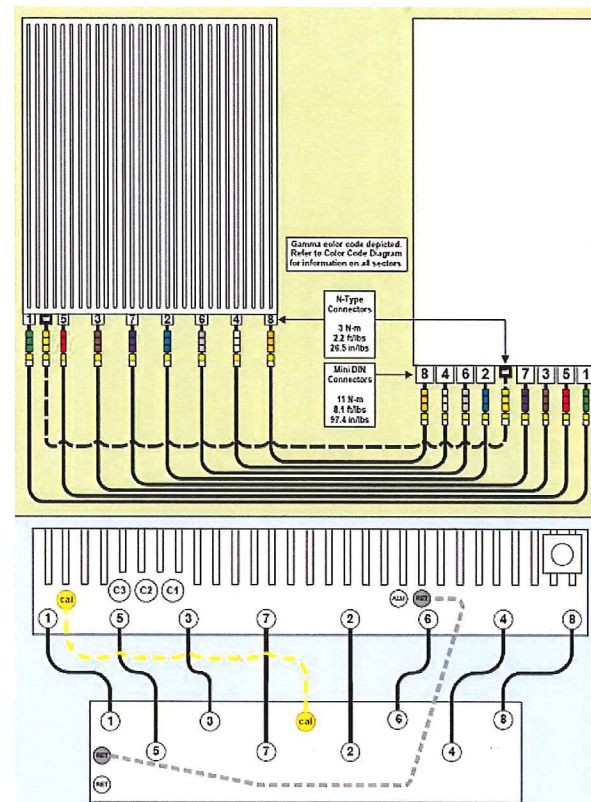 Gamma color code depicted.
Refer to Color Code Diagram
for information on all sectors
N-Type
Connectors
3 N-m
2.2 ft/lbs
26.5 in/lbs
1 5 3 7 2 6 4 8
Mini DIN
Connectors
11 N-m
8.1 ft/lbs
97.4 in/lbs
8 4 6 2 7 3 5 1
C3 C2 C1
cal ALM RET
1 5 3 7 2 6 4 8
1 3 cal 6 8
5 7 2 4
RET
RET